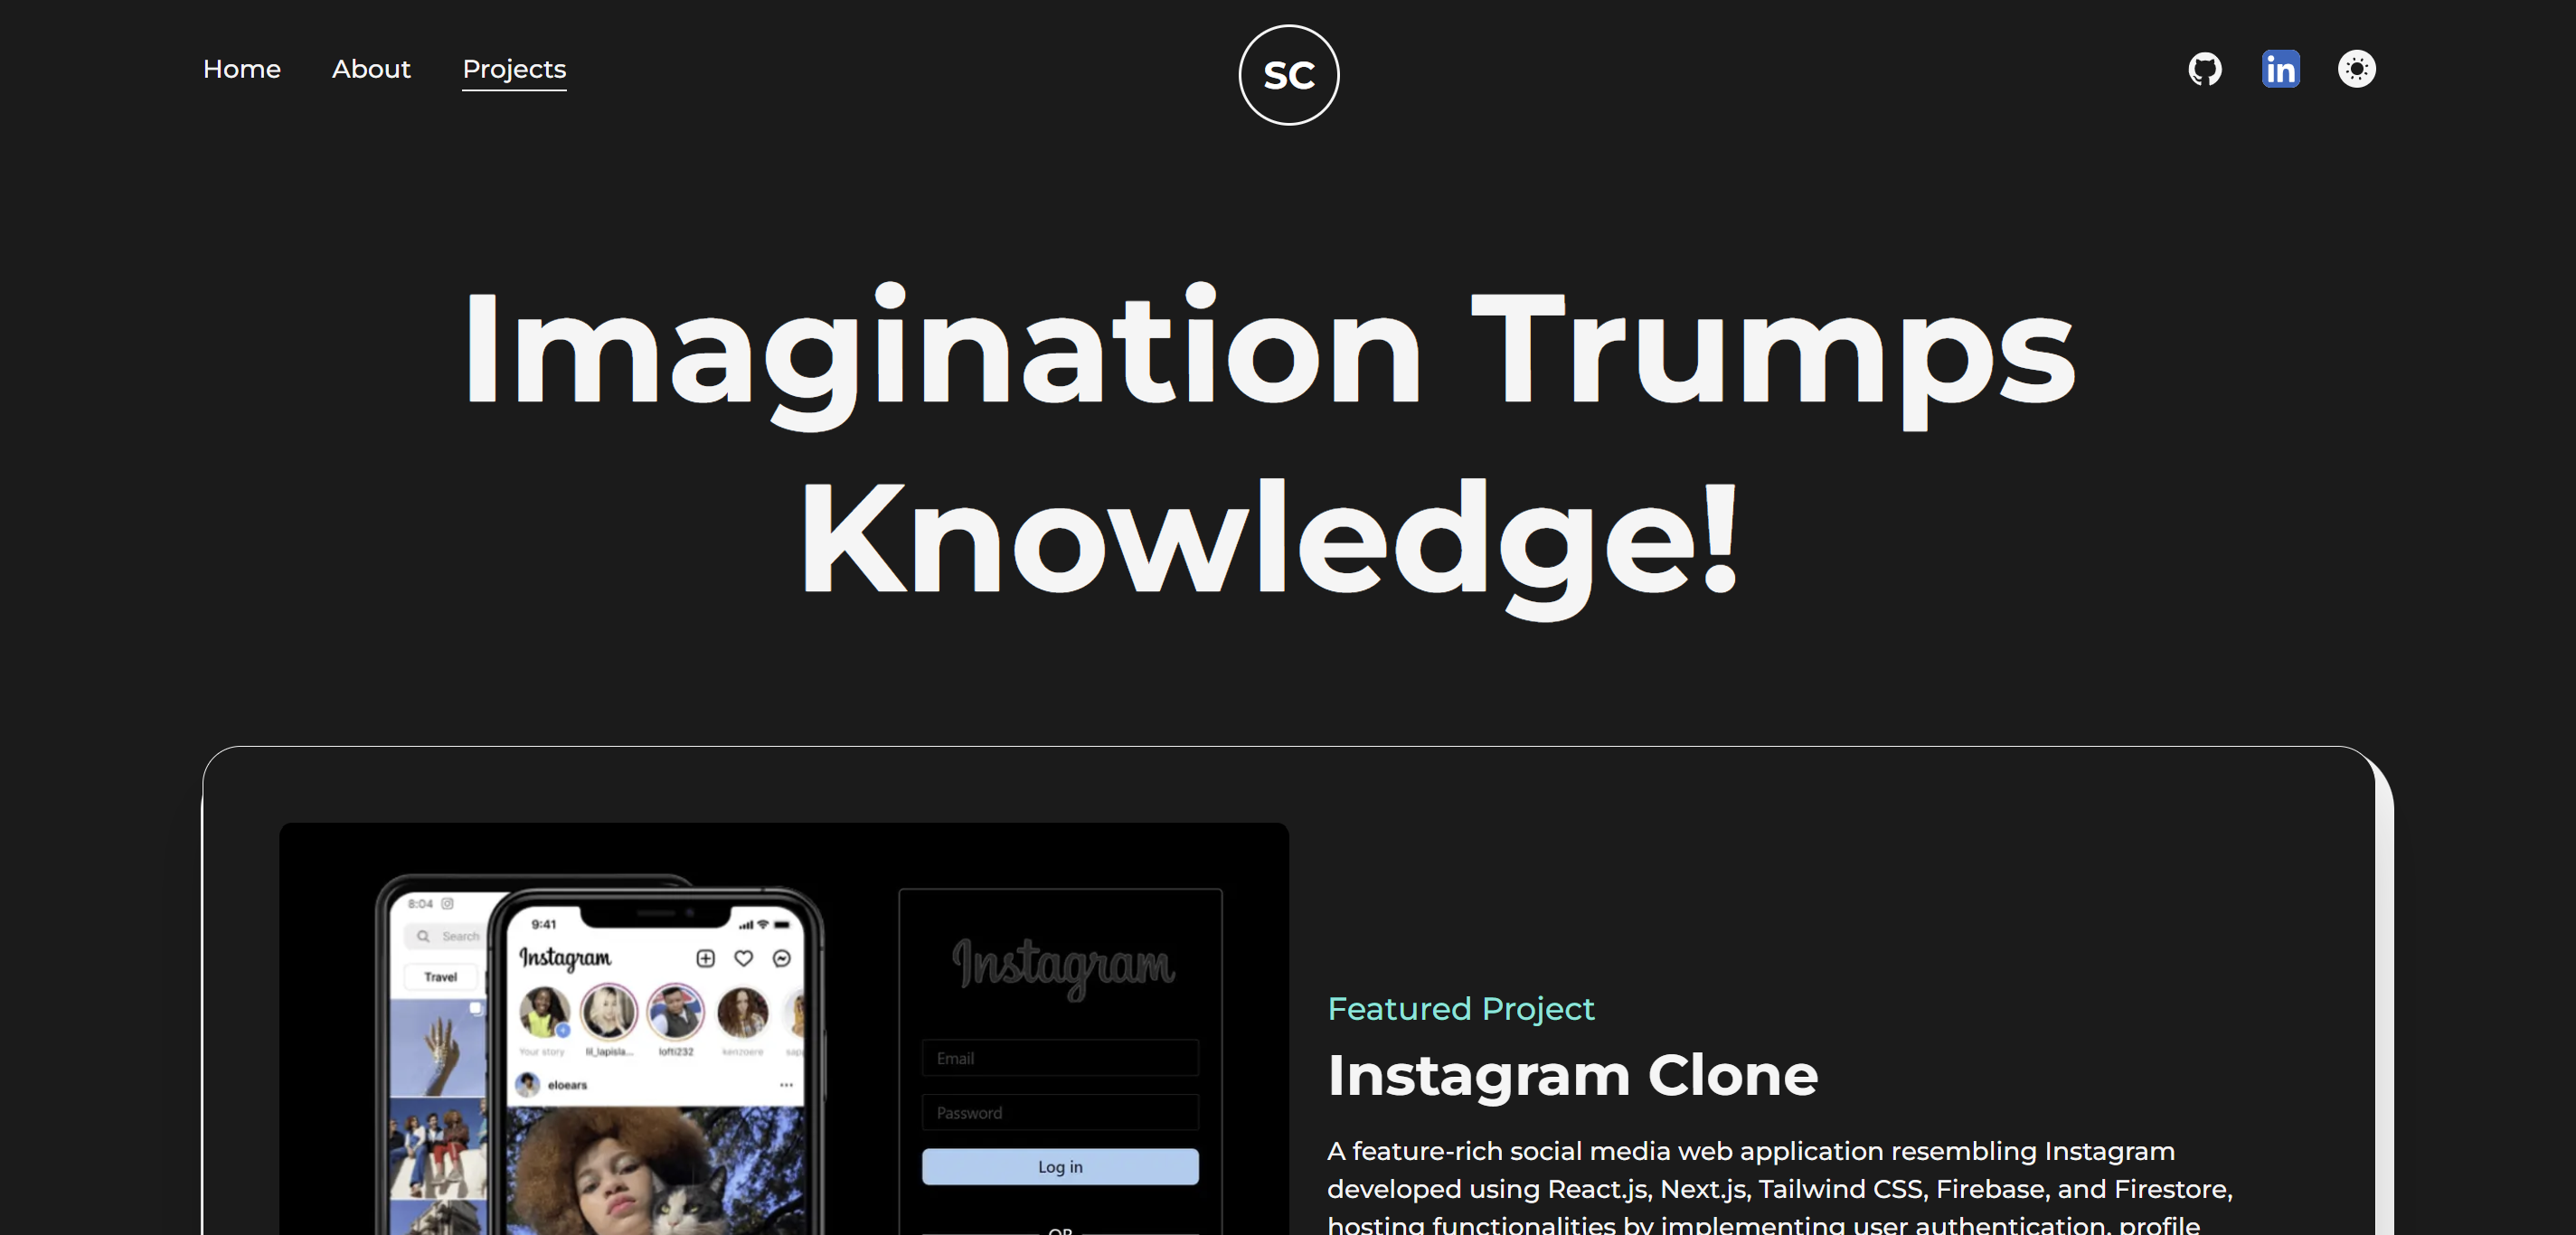 Home About Projects
SC
in
Imagination Trumps
Knowledge!
8:04
Search
Travel
9:41
Instagram
Your story lil_lapisla... lofti232 kenzoere sap
eloears
Instagram
Email
Password
Log in
OR
Featured Project
Instagram Clone
A feature-rich social media web application resembling Instagram
developed using React.js, Next.js, Tailwind CSS, Firebase, and Firestore,
hosting functionalities by implementing user authentication, profile